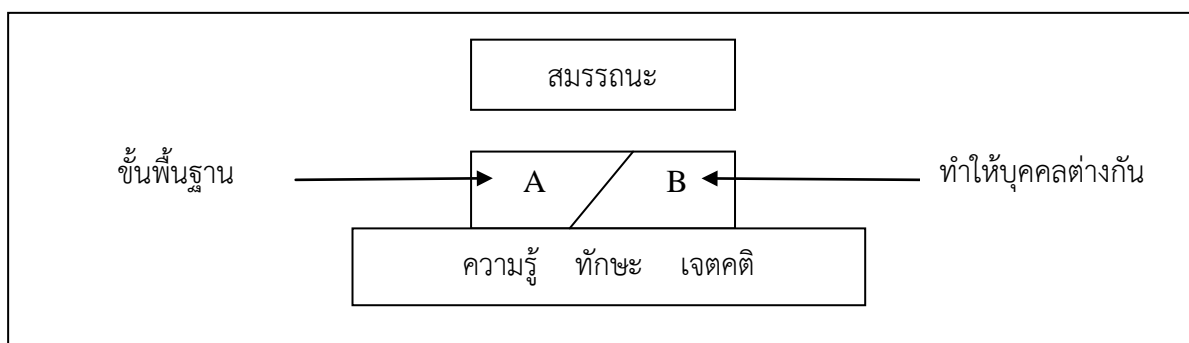 สมรรถนะ
ขั้นพื้นฐาน A B ทำให้บุคคลต่างกัน
ความรู้ ทักษะ เจตคติ